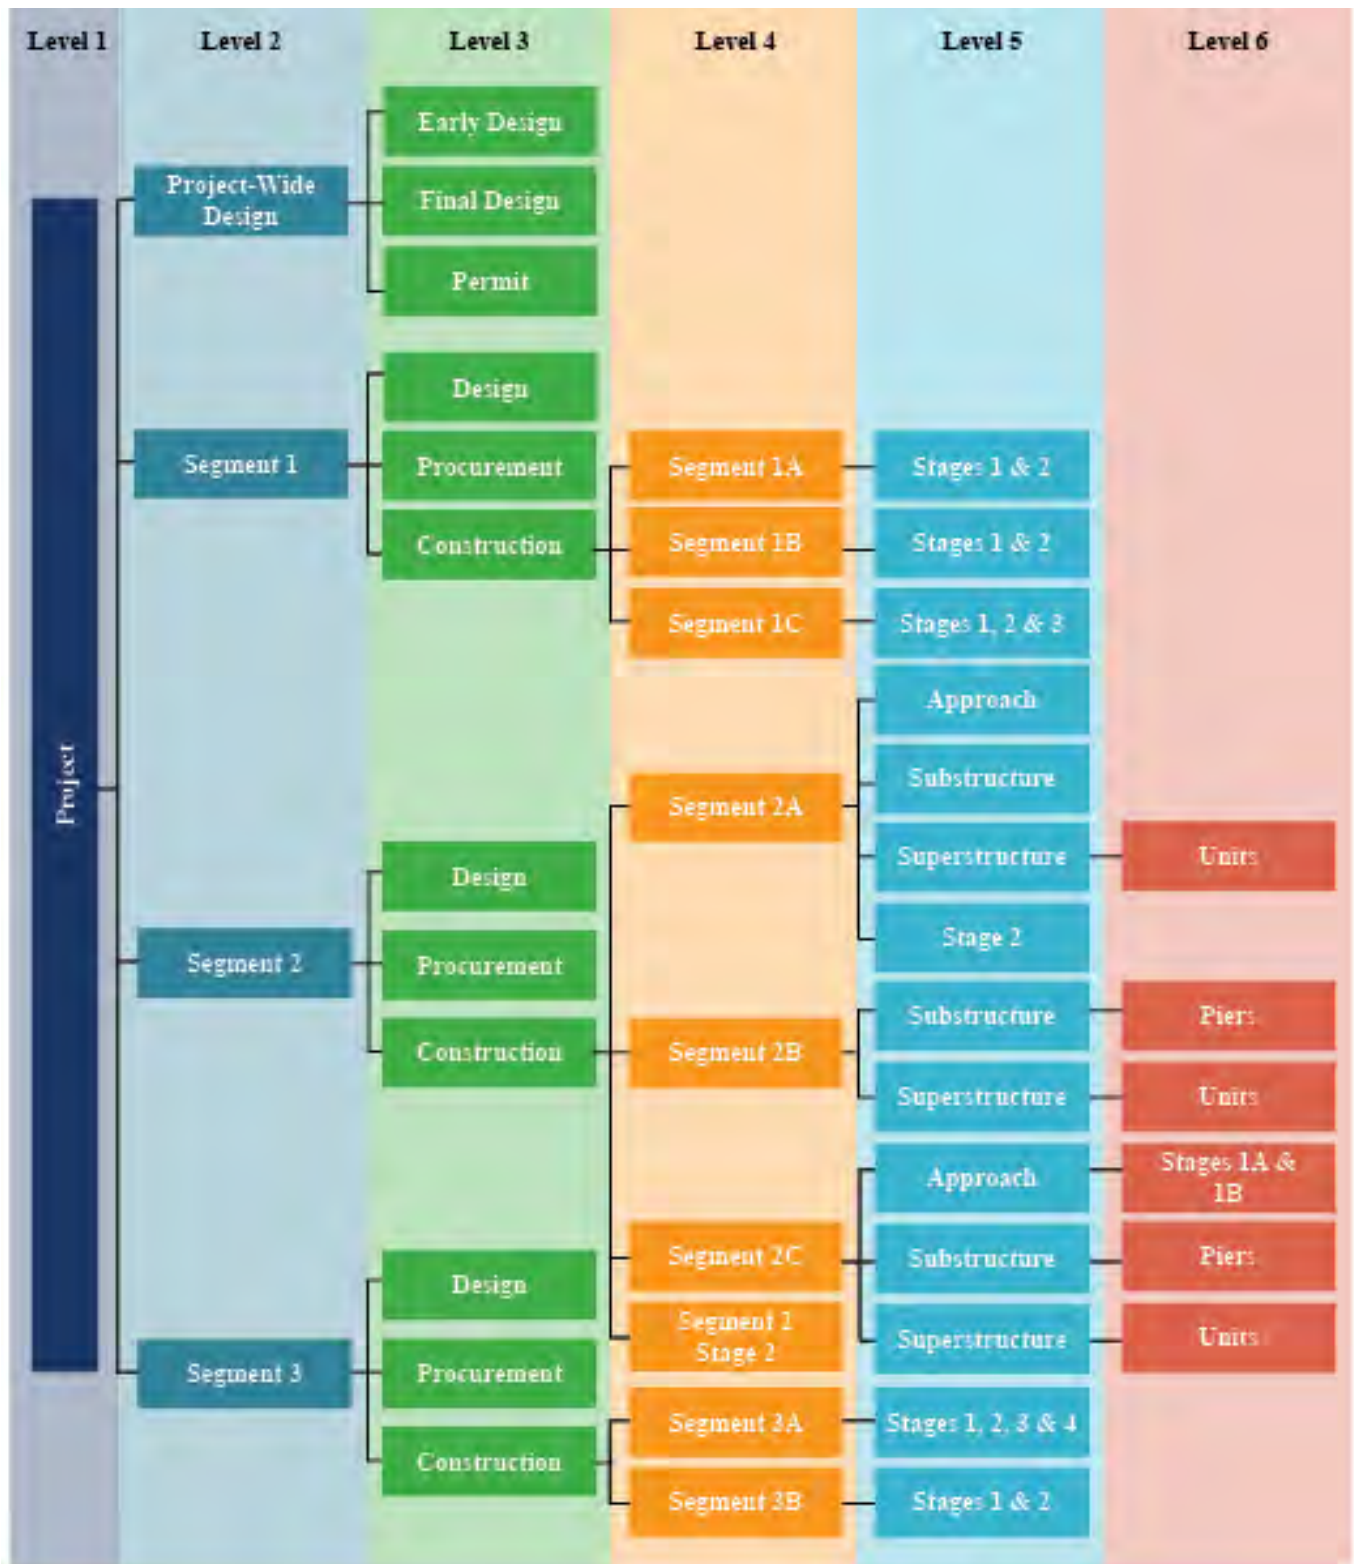 Level 1
Level 2
Level 3
Level 4
Level 5
Level 6
Project
Project-Wide
Design
Early Design
Final Design
Permit
Segment 1
Design
Procurement
Construction
Segment 1A
Stages 1 & 2
Segment 1B
Stages 1 & 2
Segment 1C
Stages 1, 2 & 3
Segment 2
Design
Procurement
Construction
Segment 2A
Approach
Substructure
Superstructure
Units
Stage 2
Segment 2B
Substructure
Piers
Superstructure
Units
Segment 2C
Approach
Stages 1A &
1B
Substructure
Piers
Superstructure
Units
Segment 2
Stage 2
Segment 3
Design
Procurement
Construction
Segment 3A
Stages 1, 2, 3 & 4
Segment 3B
Stages 1 & 2